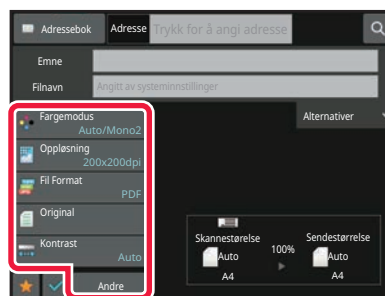 Adressebok Adresse Trykk for å angi adresse
Emne
Filnavn Angitt av systeminnstillinger
Fargemodus
Auto/Mono2
Alternativer
Oppløsning
200x200dpi
Fil Format
PDF
Original
Kontrast
Auto
Andre
Skannestørelse
Auto
A4
100%
Sendestørrelse
Auto
A4